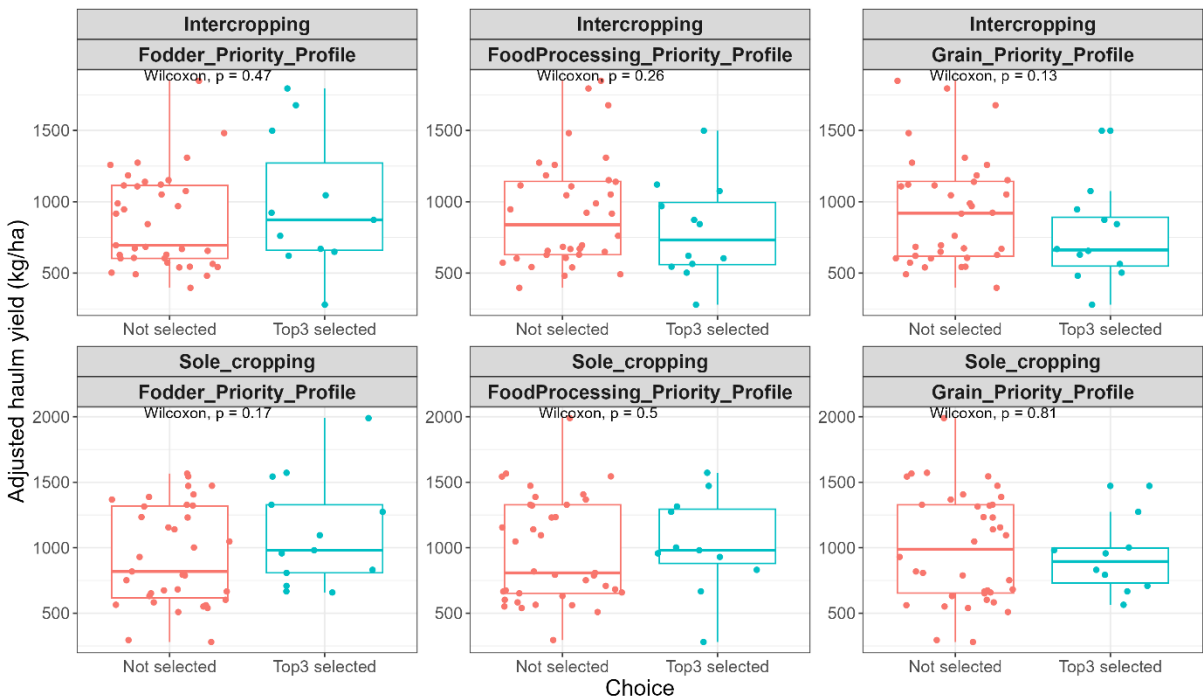 Intercropping
Intercropping
Intercropping
Fodder_Priority_Profile
FoodProcessing_Priority_Profile
Grain_Priority_Profile
Wilcoxon, p = 0.47
Wilcoxon, p = 0.26
Wilcoxon, p = 0.13
1500
1000
500
Not selected
Top3 selected
Not selected
Top3 selected
Not selected
Top3 selected
Sole_cropping
Sole_cropping
Sole_cropping
Fodder_Priority_Profile
FoodProcessing_Priority_Profile
Grain_Priority_Profile
Wilcoxon, p = 0.17
Wilcoxon, p = 0.5
Wilcoxon, p = 0.81
2000
1500
1000
500
Not selected
Top3 selected
Not selected
Top3 selected
Not selected
Top3 selected
Choice
Adjusted haulm yield (kg/ha)